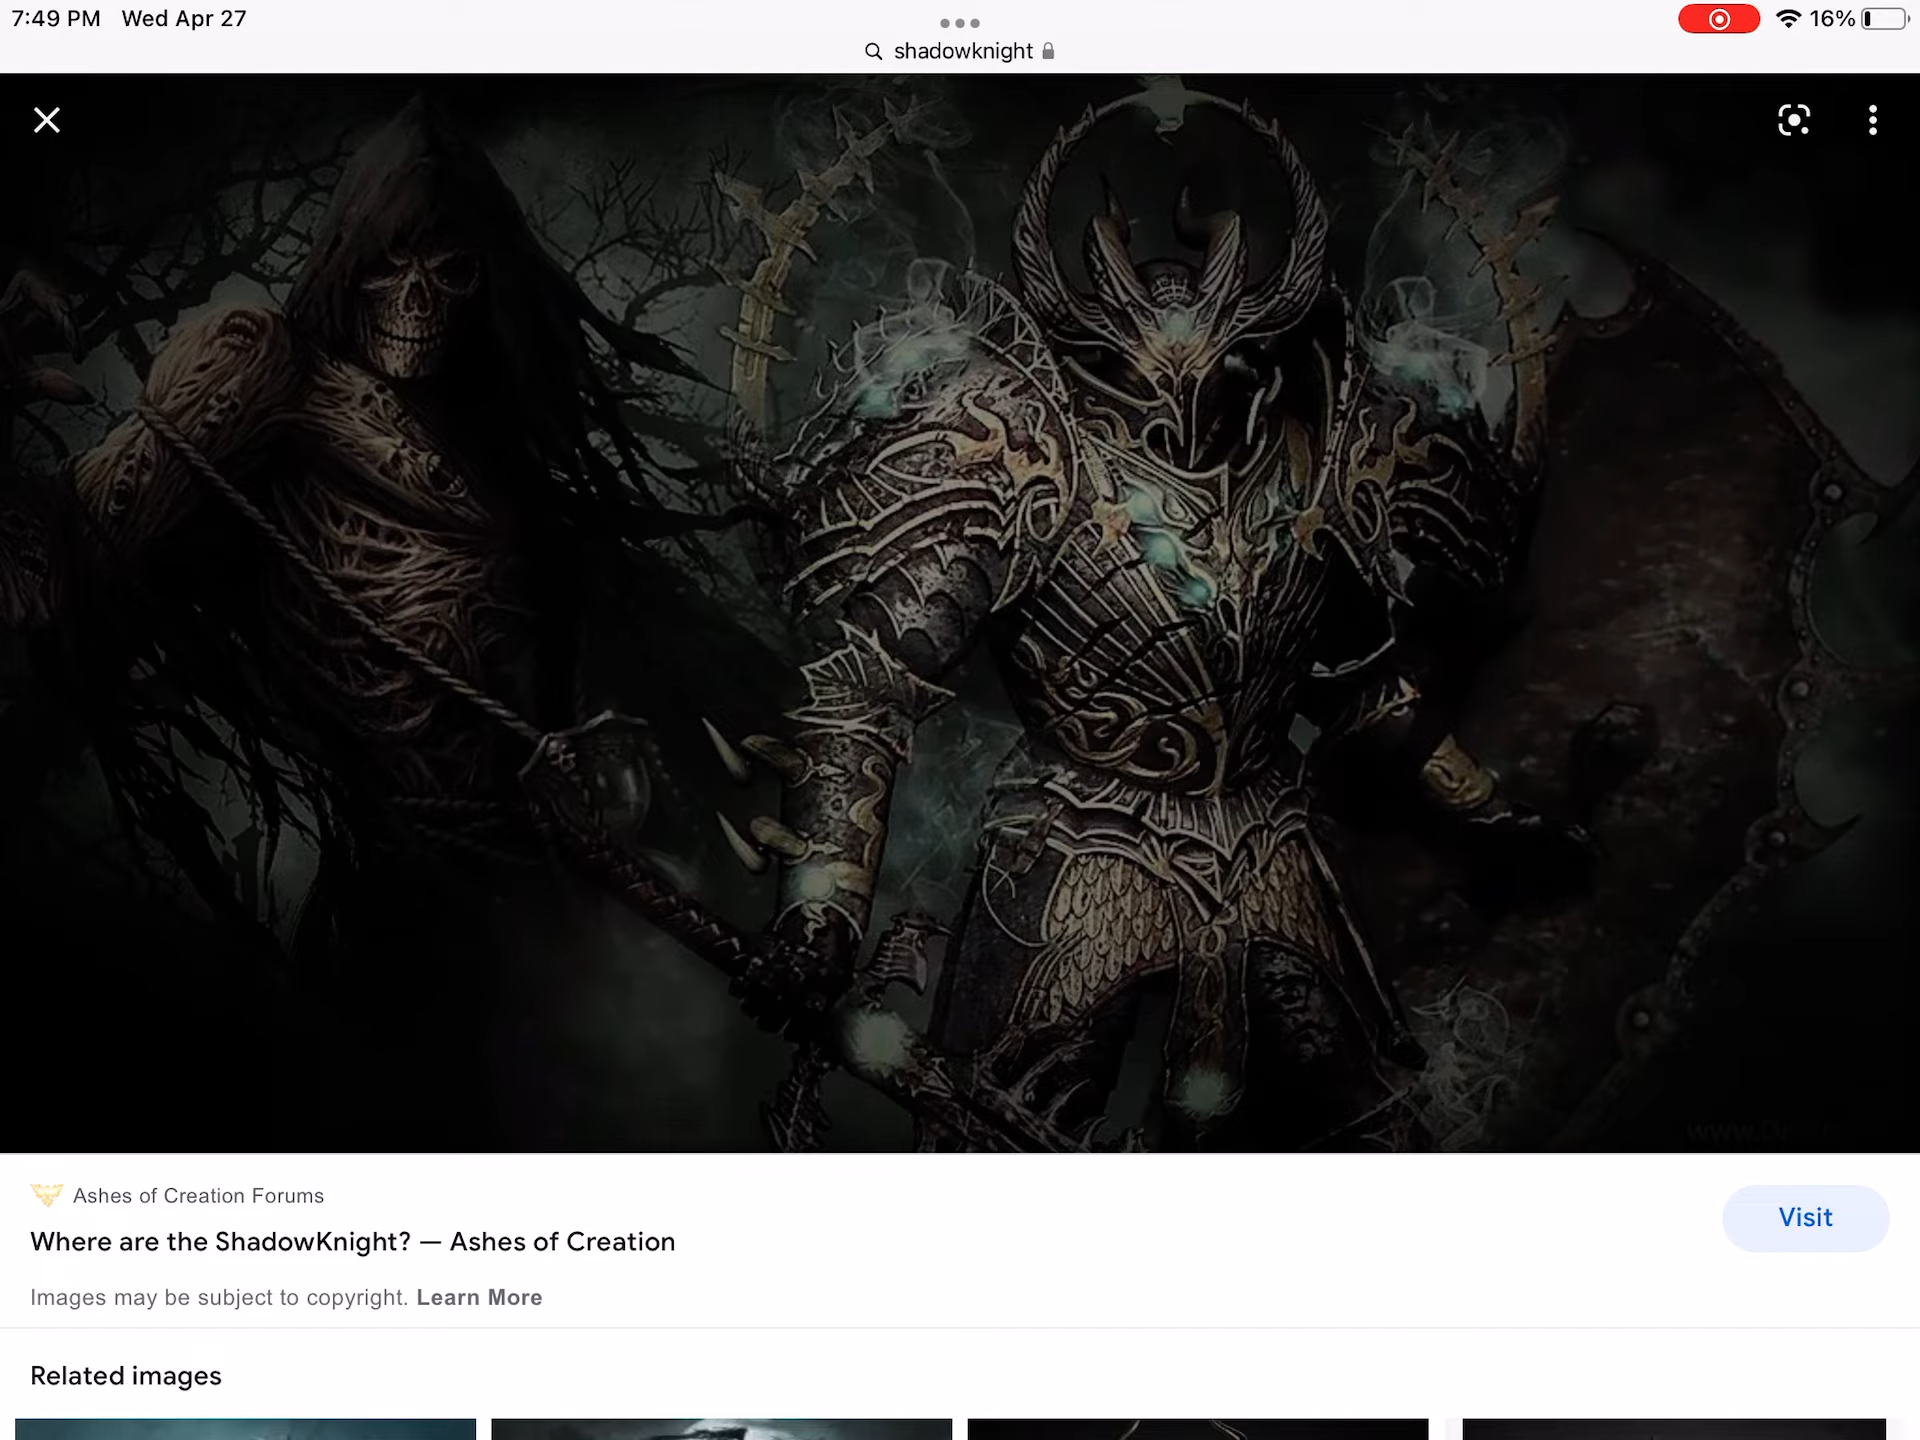 7:49 PM Wed Apr 27
16%
shadowknight
Ashes of Creation Forums
Where are the ShadowKnight? — Ashes of Creation
Visit
Images may be subject to copyright. Learn More
Related images